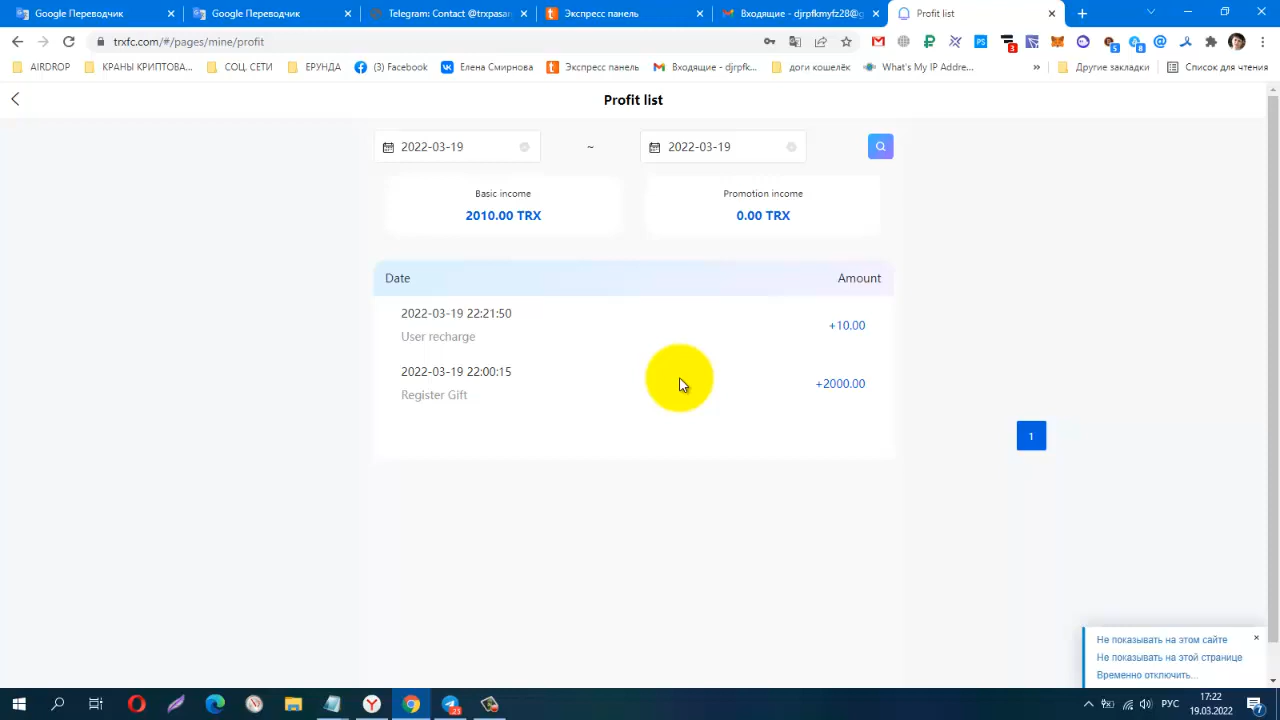 Google Переводчик
Google Переводчик
Telegram: Contact @trxpasar
Экспресс панель
Входящие - djrpfkmyfz28@g
Profit list
trxfc.com/#/pages/mine/profit
3
5
8
AIRDROP
КРАНЫ КРИПТОВА...
СОЦ. СЕТИ
ЕРУНДА
(3) Facebook
Елена Смирнова
Экспресс панель
Входящие - djrpfk...
доги кошелёк
What's My IP Addre...
»
Другие закладки
Список для чтения
Profit list
2022-03-19
~
2022-03-19
Basic income
2010.00 TRX
Promotion income
0.00 TRX
Date
Amount
2022-03-19 22:21:50
+10.00
User recharge
2022-03-19 22:00:15
+2000.00
Register Gift
1
Не показывать на этом сайте
Не показывать на этой странице
Временно отключить...
23
РУС
17:22
19.03.2022
7